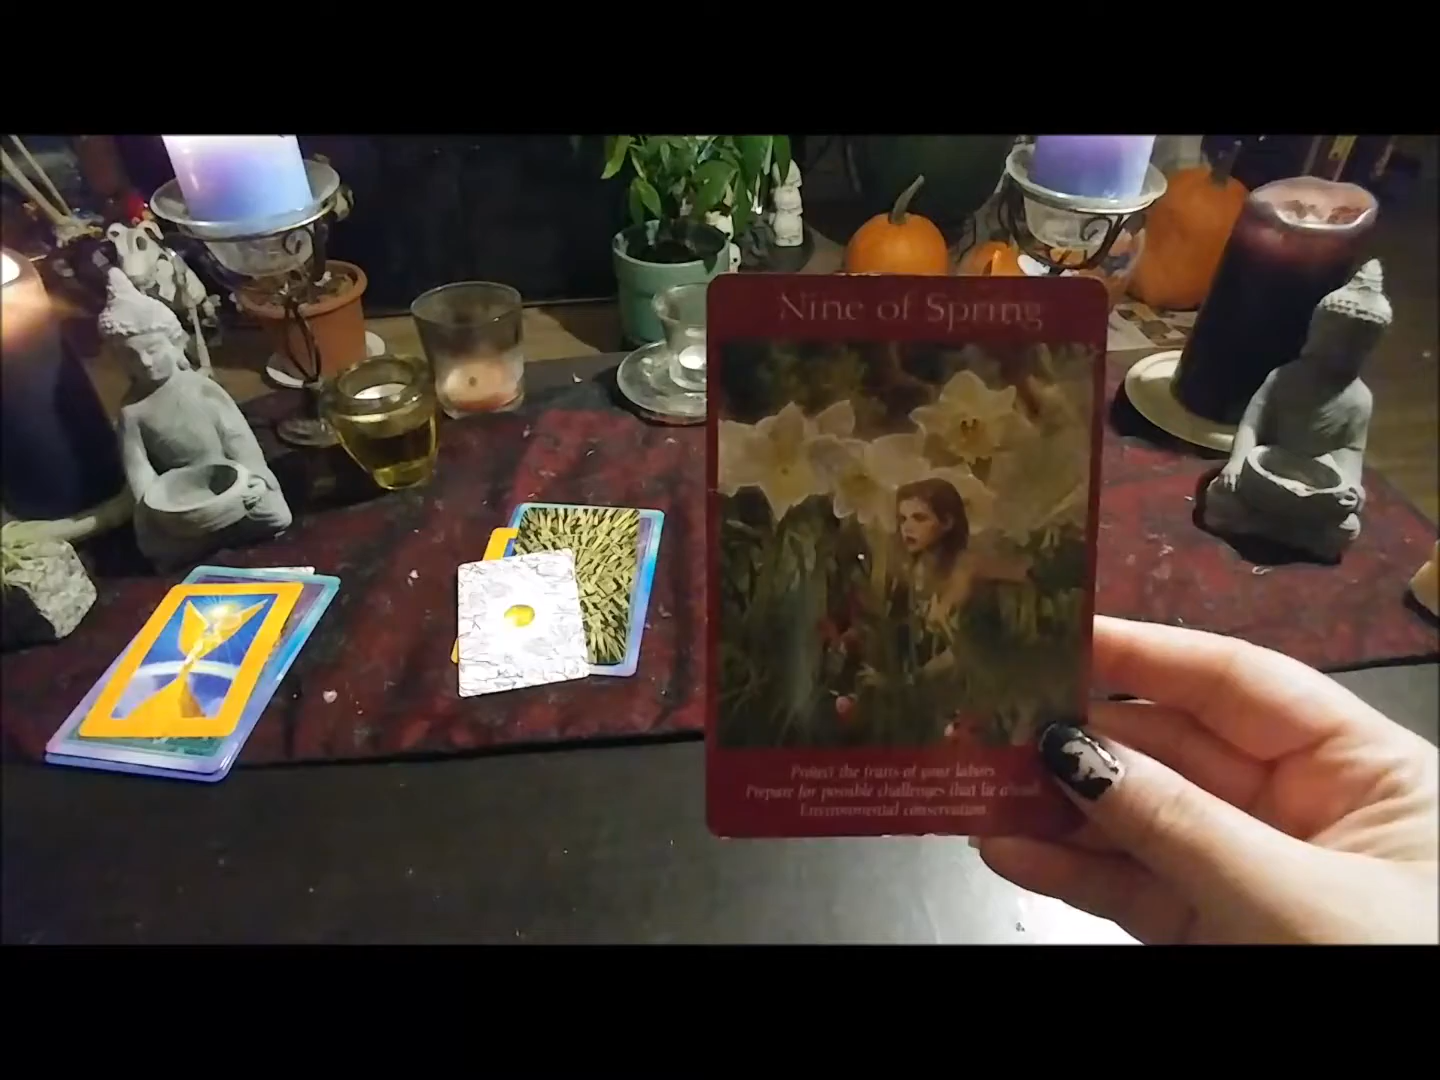 Nine of Spring
Protect the fruits of your labors
Prepare for possible challenges that lie ahead
Environmental conservation